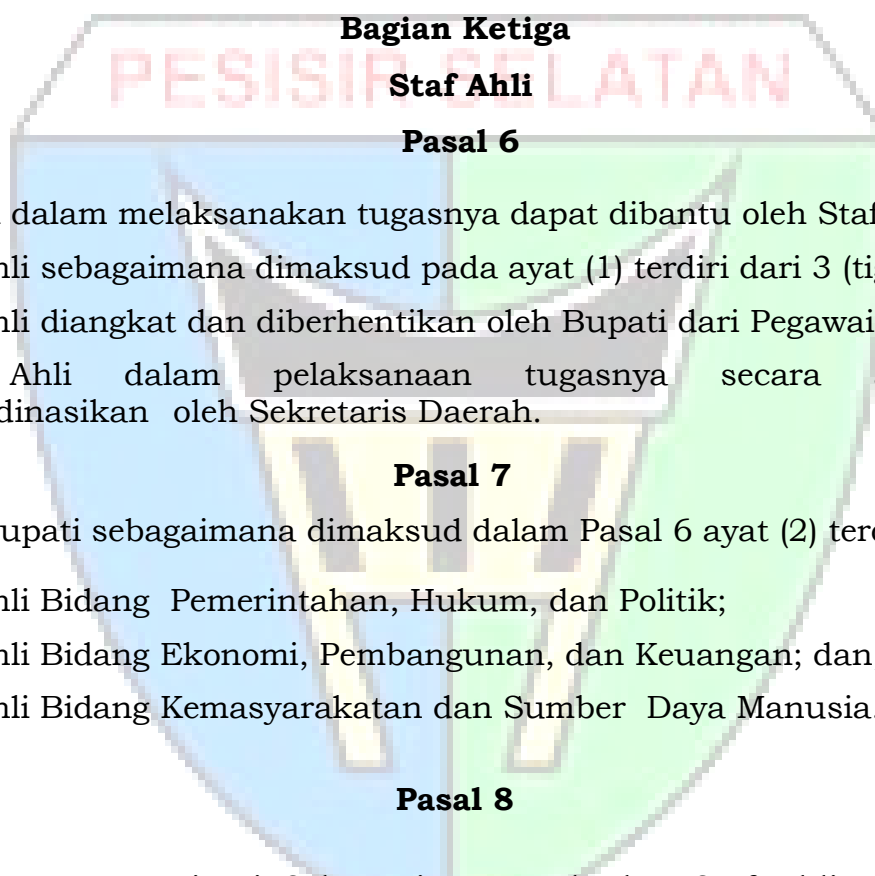 Bagian Ketiga
PESISIR SELATAN
Staf Ahli
Pasal 6
dalam melaksanakan tugasnya dapat dibantu oleh Staf
hli sebagaimana dimaksud pada ayat (1) terdiri dari 3 (tig
hli diangkat dan diberhentikan oleh Bupati dari Pegawai
Ahli dalam pelaksanaan tugasnya secara
dinasikan oleh Sekretaris Daerah.
Pasal 7
upati sebagaimana dimaksud dalam Pasal 6 ayat (2) terd
hli Bidang Pemerintahan, Hukum, dan Politik;
hli Bidang Ekonomi, Pembangunan, dan Keuangan; dan
hli Bidang Kemasyarakatan dan Sumber Daya Manusia.
Pasal 8